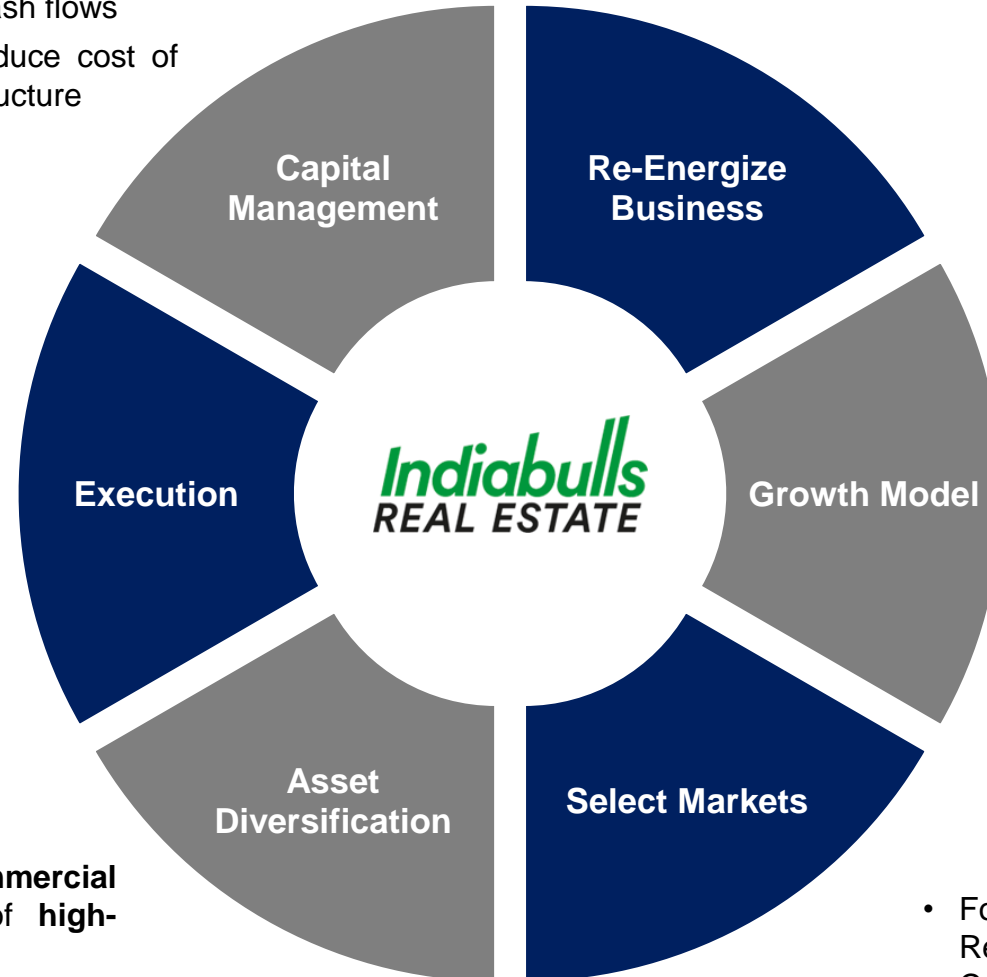 ash flows
duce cost of
ucture
Capital
Management
Re-Energize
Business
Execution
Indiabulls
REAL ESTATE
Growth Model
Asset
Diversification
Select Markets
mercial
of high-
• Fo
Re